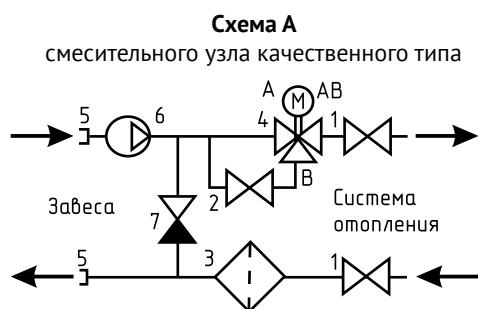 Схема А
смесительного узла качественного типа
А М АВ
5 6 4 1
2 В
Завеса
Система
отопления
7
5 3 1